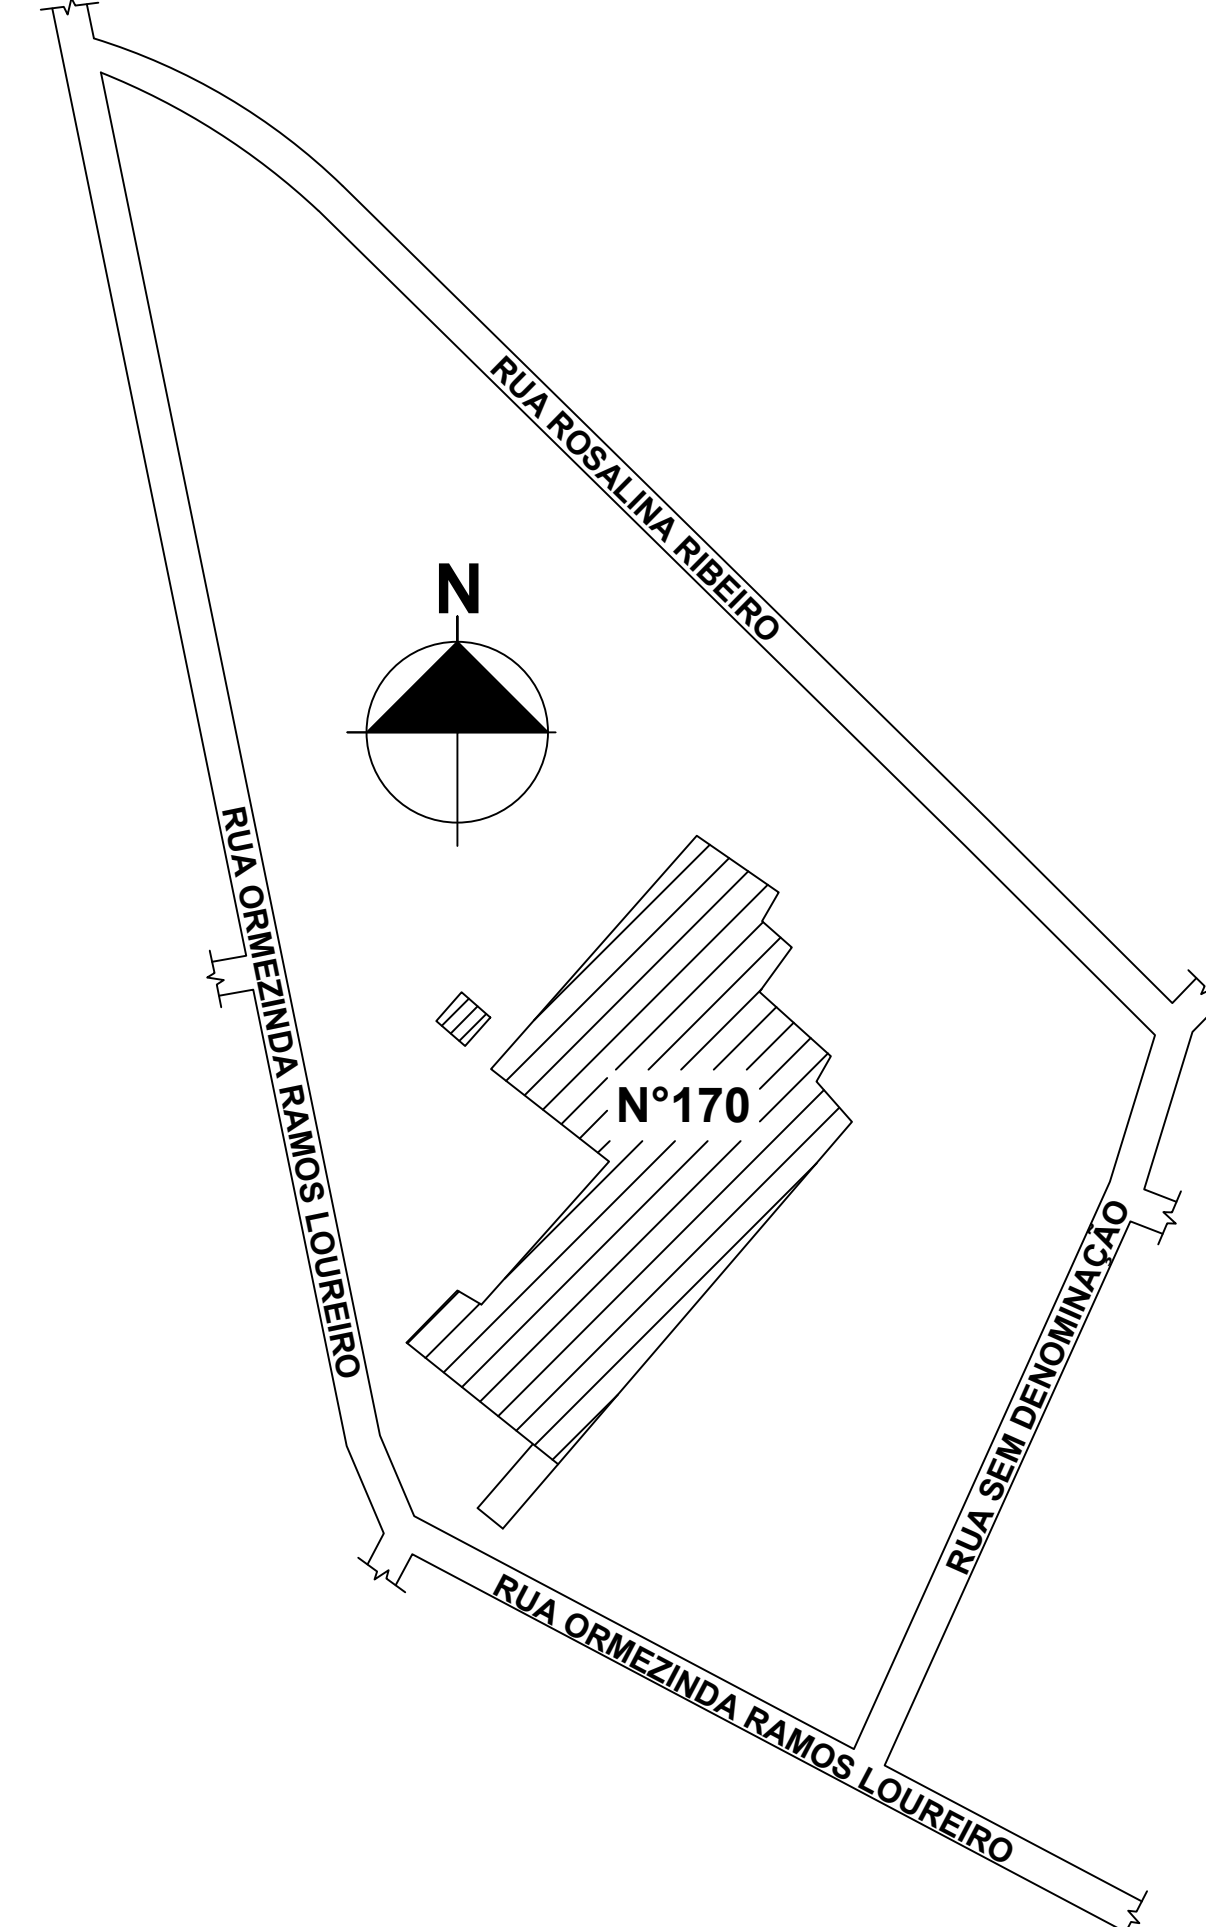 RUA ROSALINA RIBEIRO
N
RUA ORMEZINDA RAMOS LOUREIRO
N°170
RUA SEM DENOMINAÇÃO
RUA ORMEZINDA RAMOS LOUREIRO